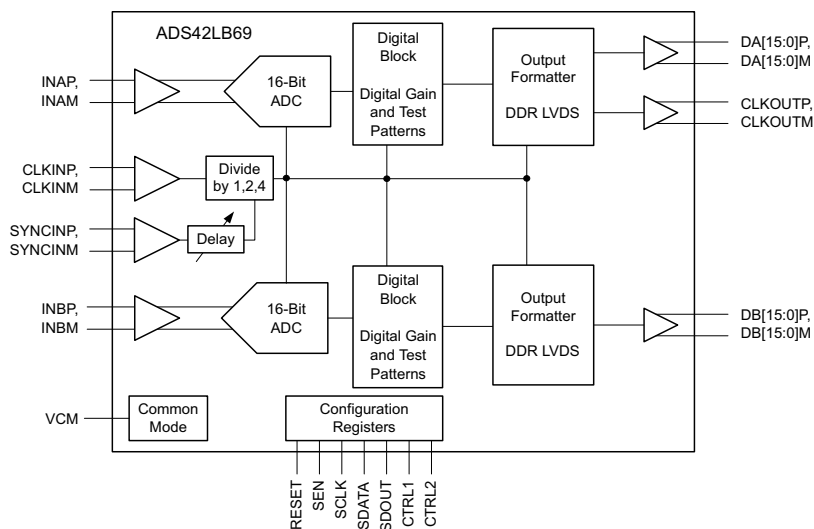 ADS42LB69
INAP,
INAM
16-Bit
ADC
Digital
Block
Digital Gain
and Test
Patterns
Output
Formatter
DDR LVDS
DA[15:0]P,
DA[15:0]M
CLKOUTP,
CLKOUTM
CLKINP,
CLKINM
Divide
by 1,2,4
SYNCINP,
SYNCINM
Delay
INBP,
INBM
16-Bit
ADC
Digital
Block
Digital Gain
and Test
Patterns
Output
Formatter
DDR LVDS
DB[15:0]P,
DB[15:0]M
VCM
Common
Mode
Configuration
Registers
RESET
SEN
SCLK
SDATA
SDOUT
CTRL1
CTRL2